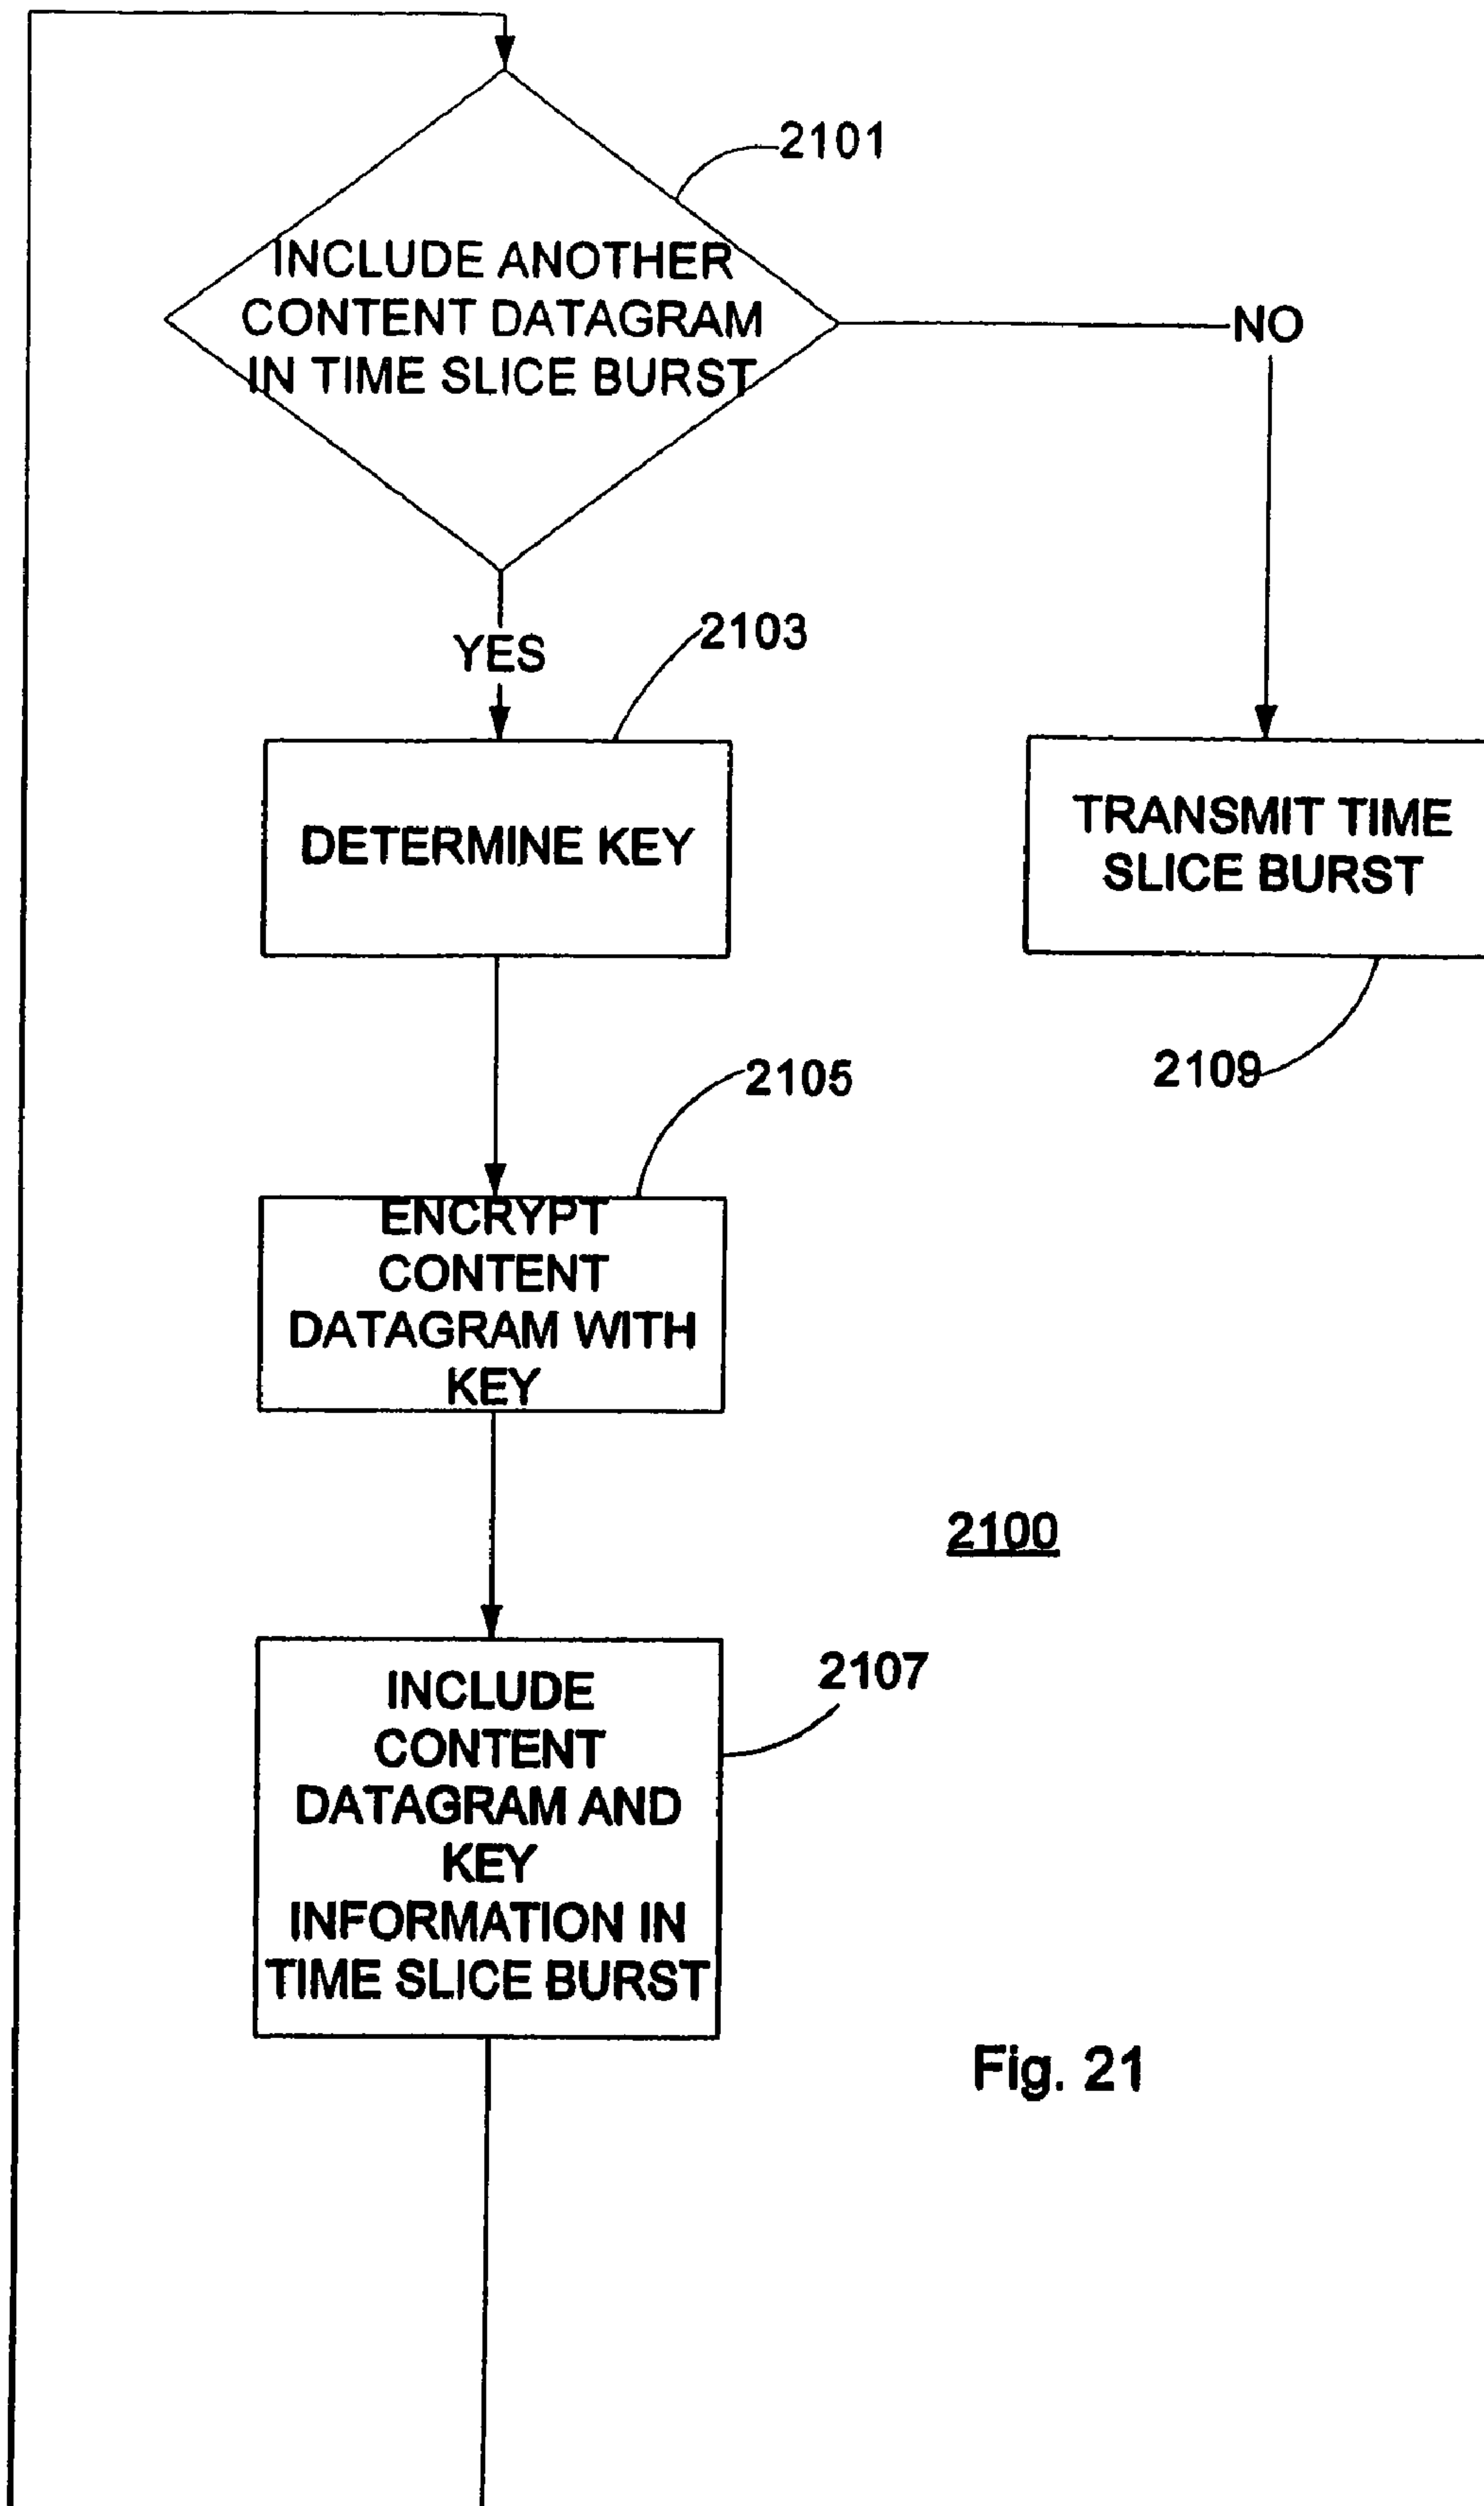 2101
INCLUDE ANOTHER
CONTENT DATAGRAM
IN TIME SLICE BURST
NO
YES
2103
DETERMINE KEY
TRANSMIT TIME
SLICE BURST
2109
2105
ENCRYPT
CONTENT
DATAGRAM WITH
KEY
2100
2107
INCLUDE
CONTENT
DATAGRAM AND
KEY
INFORMATION IN
TIME SLICE BURST
Fig. 21